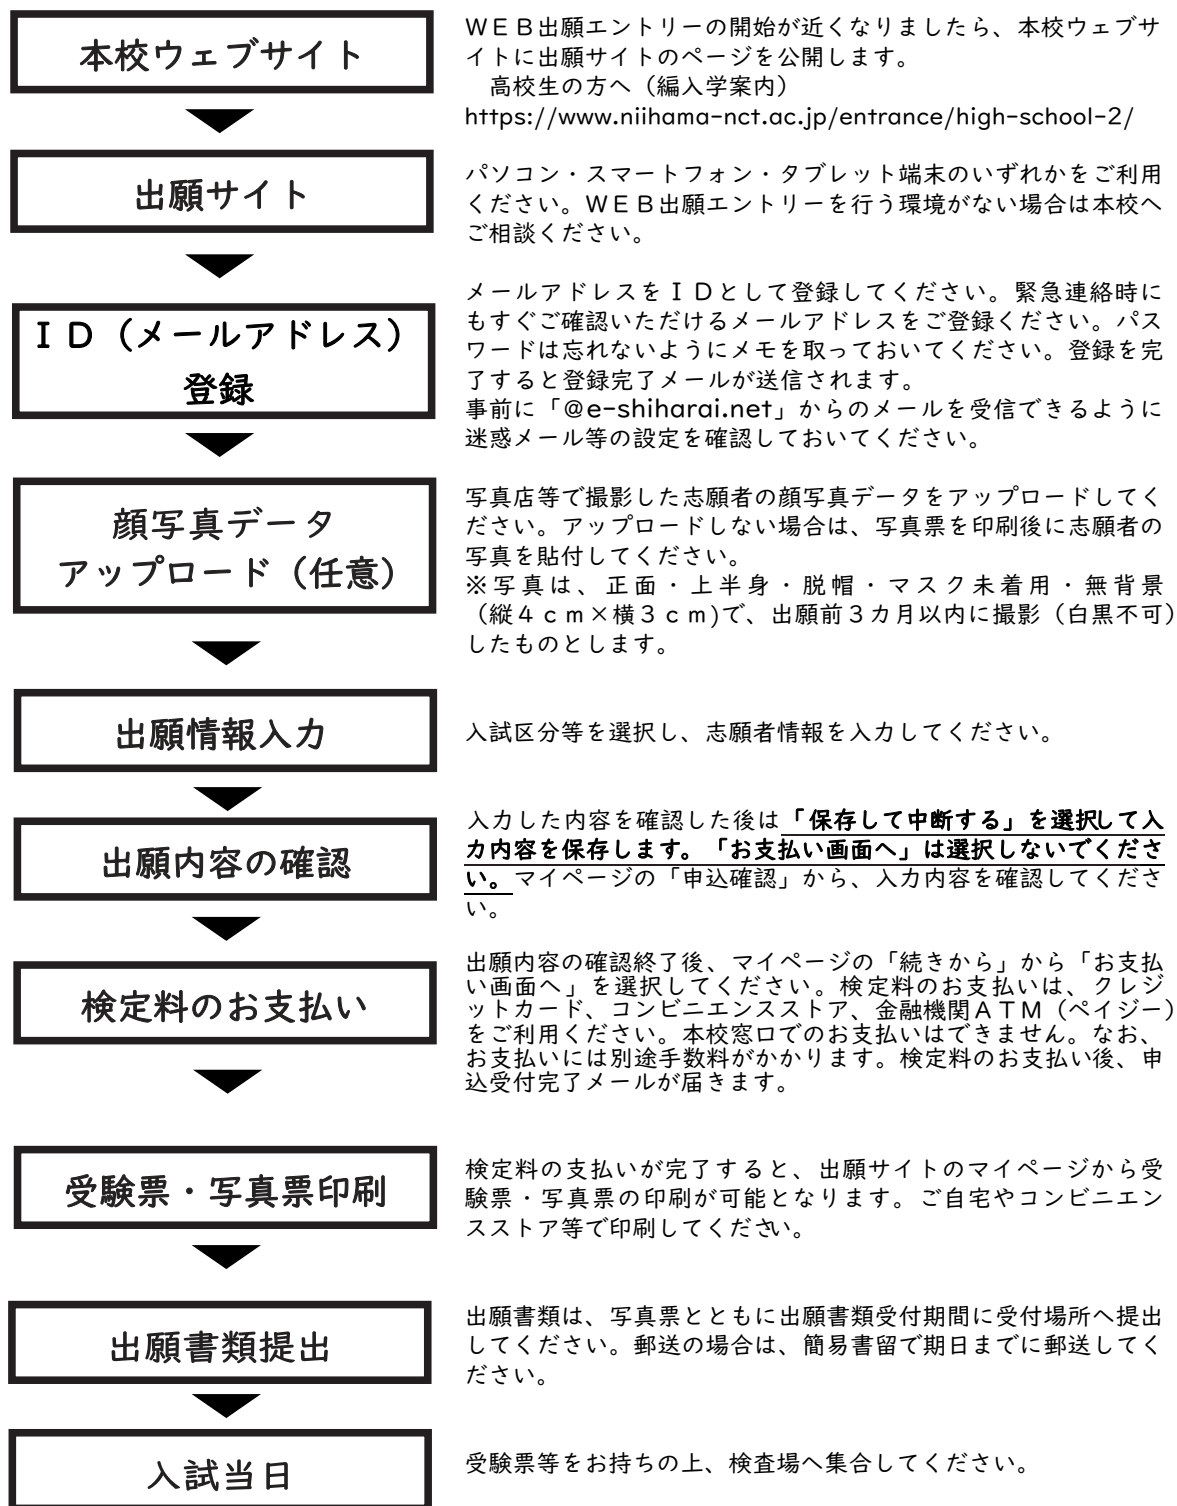 本校ウェブサイト
ＷＥＢ出願エントリーの開始が近くなりましたら、本校ウェブサ
イトに出願サイトのページを公開します。
高校生の方へ（編入学案内）
https://www.niihama-nct.ac.jp/entrance/high-school-2/
出願サイト
パソコン・スマートフォン・タブレット端末のいずれかをご利用
ください。ＷＥＢ出願エントリーを行う環境がない場合は本校へ
ご相談ください。
ＩＤ（メールアドレス）
登録
メールアドレスをＩＤとして登録してください。緊急連絡時に
もすぐご確認いただけるメールアドレスをご登録ください。パス
ワードは忘れないようにメモを取っておいてください。登録を完
了すると登録完了メールが送信されます。
事前に「@e-shiharai.net」からのメールを受信できるように
迷惑メール等の設定を確認しておいてください。
顔写真データ
アップロード（任意）
写真店等で撮影した志願者の顔写真データをアップロードしてく
ださい。アップロードしない場合は、写真票を印刷後に志願者の
写真を貼付してください。
※写真は、正面・上半身・脱帽・マスク未着用・無背景
（縦４ｃｍ×横３ｃｍ)で、出願前３カ月以内に撮影（白黒不可）
したものとします。
出願情報入力
入試区分等を選択し、志願者情報を入力してください。
出願内容の確認
入力した内容を確認した後は「保存して中断する」を選択して入
力内容を保存します。「お支払い画面へ」は選択しないでくださ
い。マイページの「申込確認」から、入力内容を確認してくださ
い。
検定料のお支払い
出願内容の確認終了後、マイページの「続きから」から「お支払
い画面へ」を選択してください。検定料のお支払いは、クレジ
ットカード、コンビニエンスストア、金融機関ＡＴＭ（ペイジー）
をご利用ください。本校窓口でのお支払いはできません。なお、
お支払いには別途手数料がかかります。検定料のお支払い後、申
込受付完了メールが届きます。
受験票・写真票印刷
検定料の支払いが完了すると、出願サイトのマイページから受
験票・写真票の印刷が可能となります。ご自宅やコンビニエン
スストア等で印刷してください。
出願書類提出
出願書類は、写真票とともに出願書類受付期間に受付場所へ提出
してください。郵送の場合は、簡易書留で期日までに郵送してく
ださい。
入試当日
受験票等をお持ちの上、検査場へ集合してください。